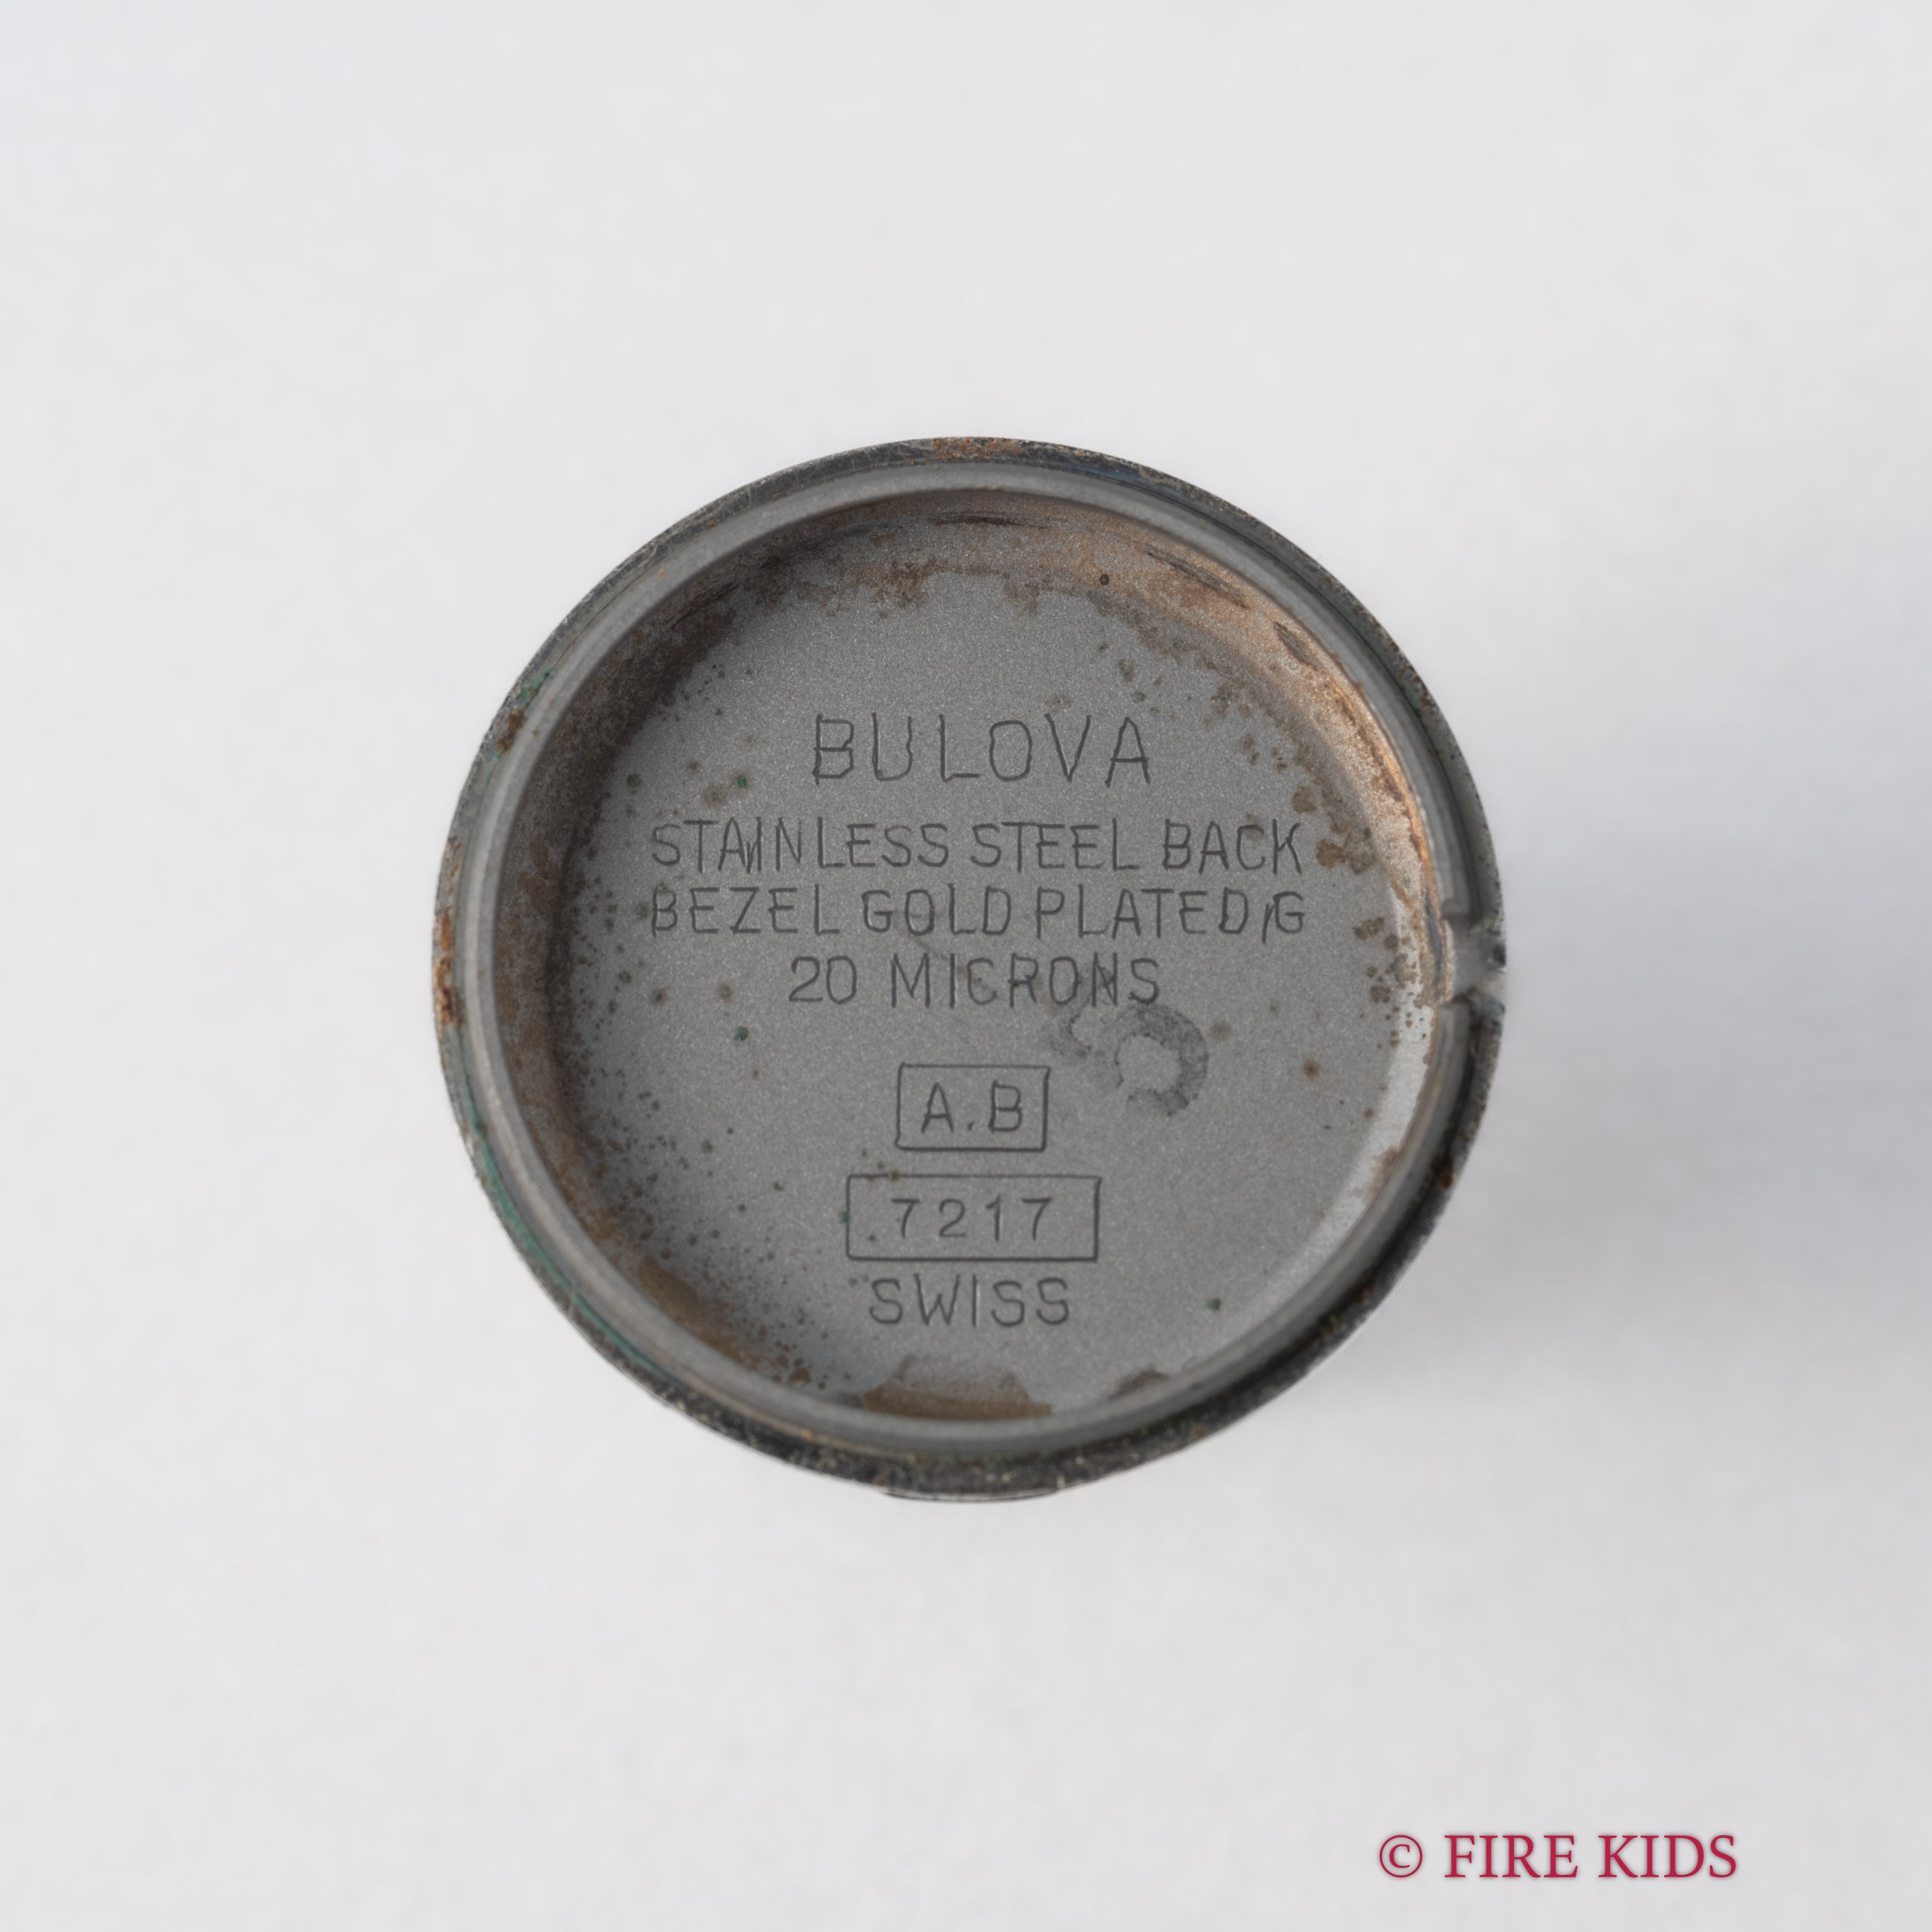 BULOVA
STAINLESS STEEL BACK
BEZEL GOLD PLATED G
20 MICRONS
A.B
7217
SWISS
© FIRE KIDS